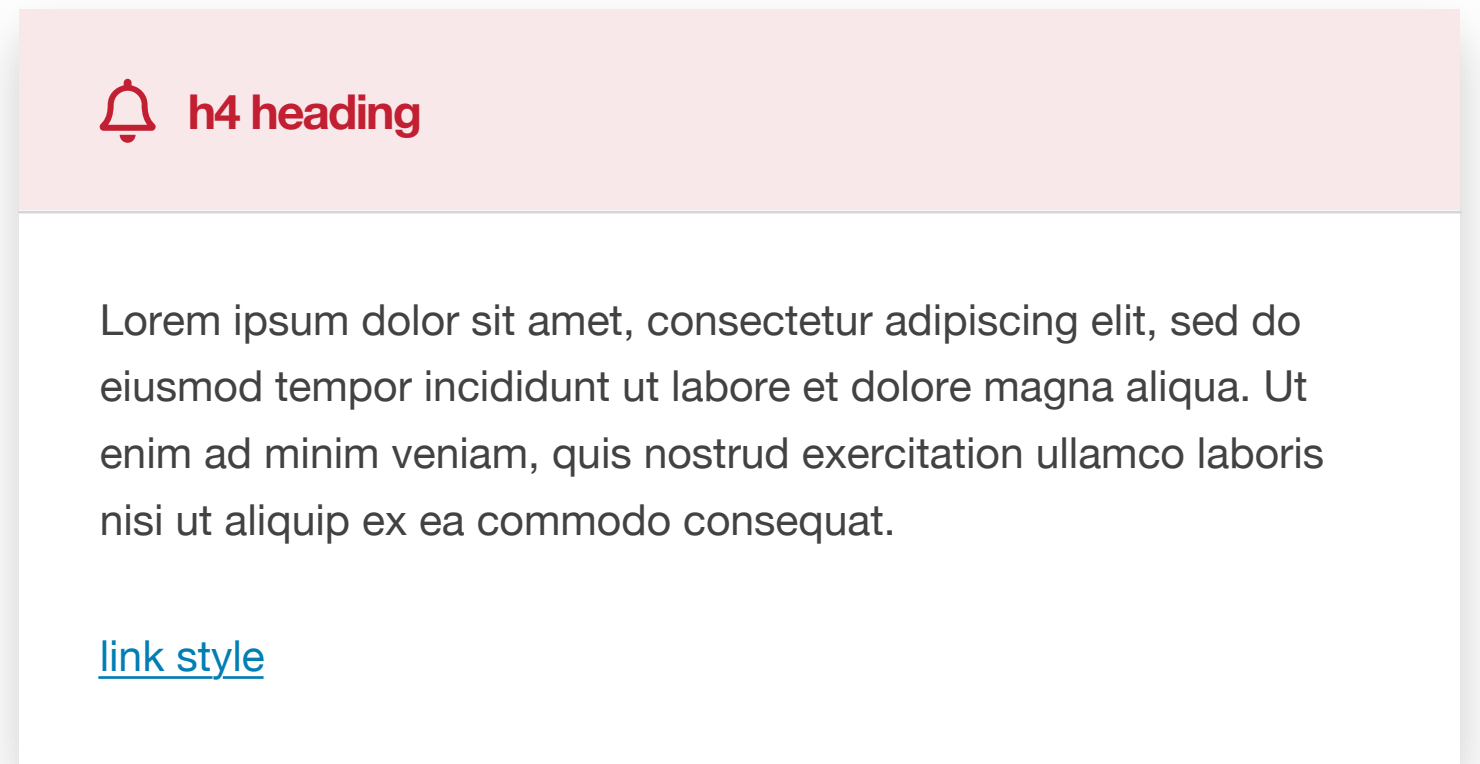 h4 heading
Lorem ipsum dolor sit amet, consectetur adipiscing elit, sed do
eiusmod tempor incididunt ut labore et dolore magna aliqua. Ut
enim ad minim veniam, quis nostrud exercitation ullamco laboris
nisi ut aliquip ex ea commodo consequat.
link style